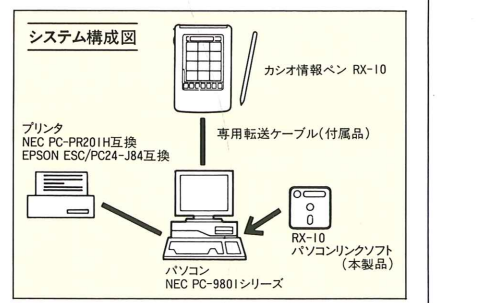 システム構成図
カシオ情報ペン RX-10
専用転送ケーブル(付属品)
プリンタ
NEC PC-PR201H互換
EPSON ESC/PC24-J84互換
RX-10
パソコンリンクソフト
(本製品)
パソコン
NEC PC-9801シリーズ